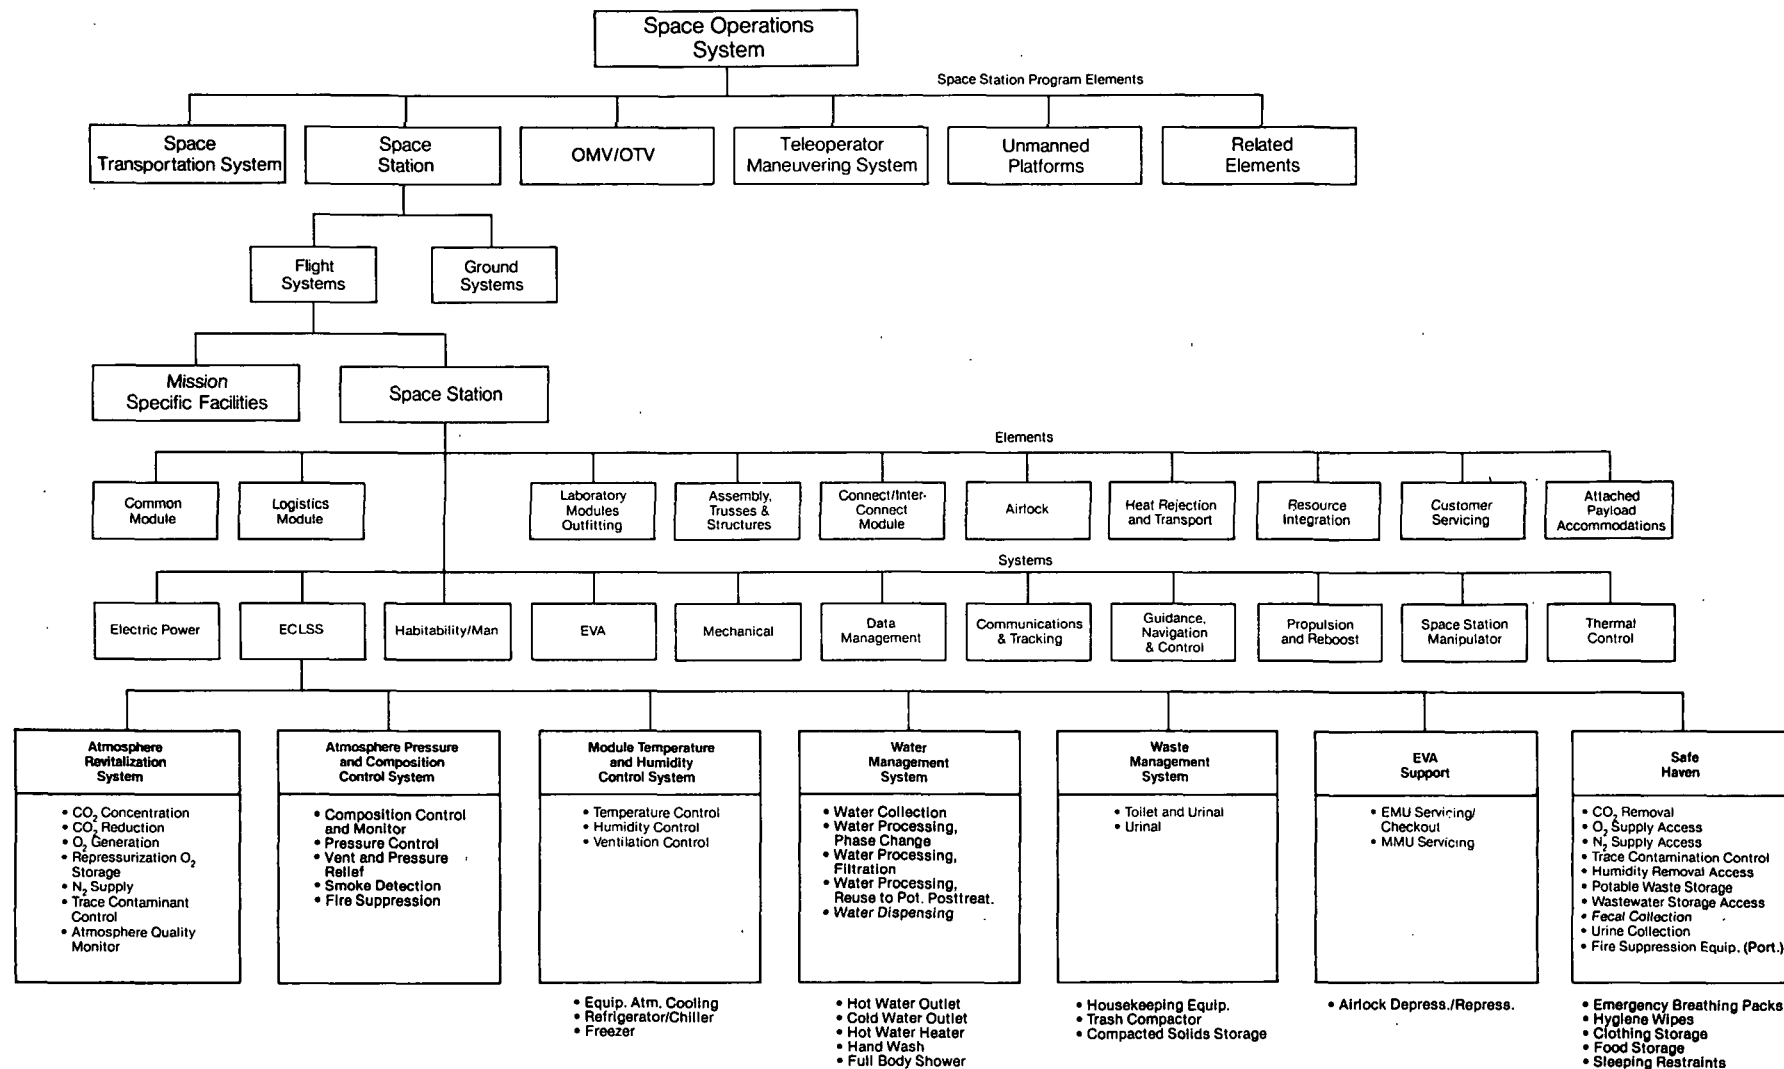 Space Operations
System
Space Station Program Elements
Space
Transportation System
Space
Station
OMV/OTV
Teleoperator
Maneuvering System
Unmanned
Platforms
Related
Elements
Flight
Systems
Ground
Systems
Mission
Specific Facilities
Space Station
Elements
Common
Module
Logistics
Module
Laboratory
Modules
Outfitting
Assembly,
Trusses &
Structures
Connect/Inter-
Connect
Module
Airlock
Heat Rejection
and Transport
Resource
Integration
Customer
Servicing
Attached
Payload
Accommodations
Systems
Electric Power
ECLSS
Habitability/Man
EVA
Mechanical
Data
Management
Communications
& Tracking
Guidance,
Navigation
& Control
Propulsion
and Reboost
Space Station
Manipulator
Thermal
Control
Atmosphere
Revitalization
System
• CO2 Concentration
• CO2 Reduction
• O2 Generation
• Repressurization O2
Storage
• N2 Supply
• Trace Contaminant
Control
• Atmosphere Quality
Monitor
Atmosphere Pressure
and Composition
Control System
• Composition Control
and Monitor
• Pressure Control
• Vent and Pressure
Relief
• Smoke Detection
• Fire Suppression
Module Temperature
and Humidity
Control System
• Temperature Control
• Humidity Control
• Ventilation Control
• Equip. Atm. Cooling
• Refrigerator/Chiller
• Freezer
Water
Management
System
• Water Collection
• Water Processing,
Phase Change
• Water Processing,
Filtration
• Water Processing,
Reuse to Pot. Posttreat.
• Water Dispensing
• Hot Water Outlet
• Cold Water Outlet
• Hot Water Heater
• Hand Wash
• Full Body Shower
Waste
Management
System
• Toilet and Urinal
• Urinal
• Housekeeping Equip.
• Trash Compactor
• Compacted Solids Storage
EVA
Support
• EMU Servicing/
Checkout
• MMU Servicing
• Airlock Depress./Repress.
Safe
Haven
• CO2 Removal
• O2 Supply Access
• N2 Supply Access
• Trace Contamination Control
• Humidity Removal Access
• Potable Waste Storage
• Wastewater Storage Access
• Fecal Collection
• Urine Collection
• Fire Suppression Equip. (Port.)
• Emergency Breathing Packs
• Hygiene Wipes
• Clothing Storage
• Food Storage
• Sleeping Restraints